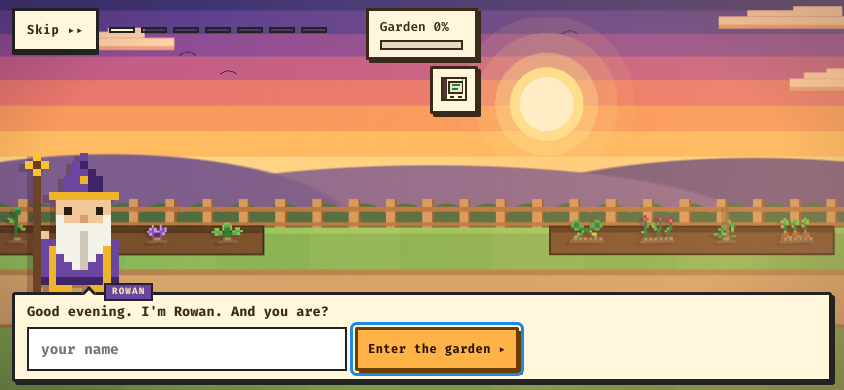 Skip ▸▸
Garden 0%
ROWAN
Good evening. I'm Rowan. And you are?
your name
Enter the garden ▸